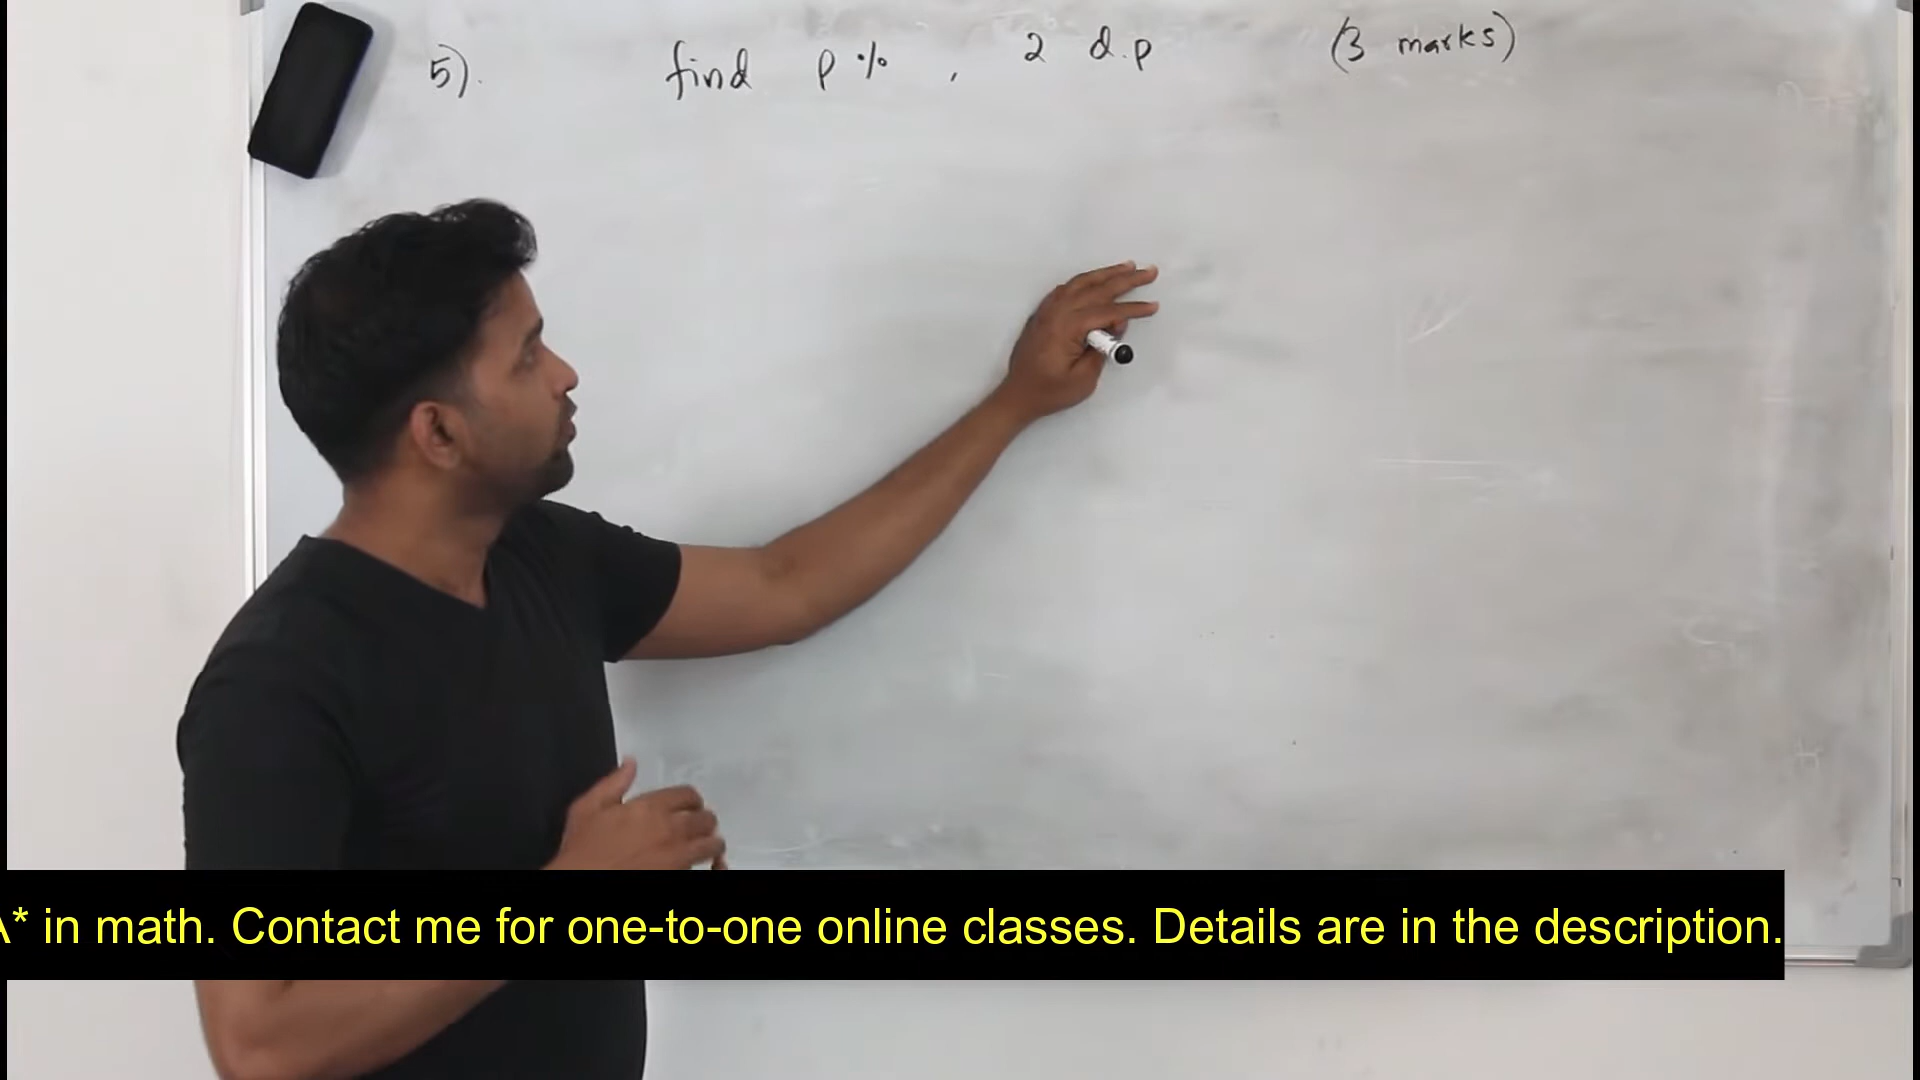 5). find p% , 2 d.p (3 marks)
A* in math. Contact me for one-to-one online classes. Details are in the description.